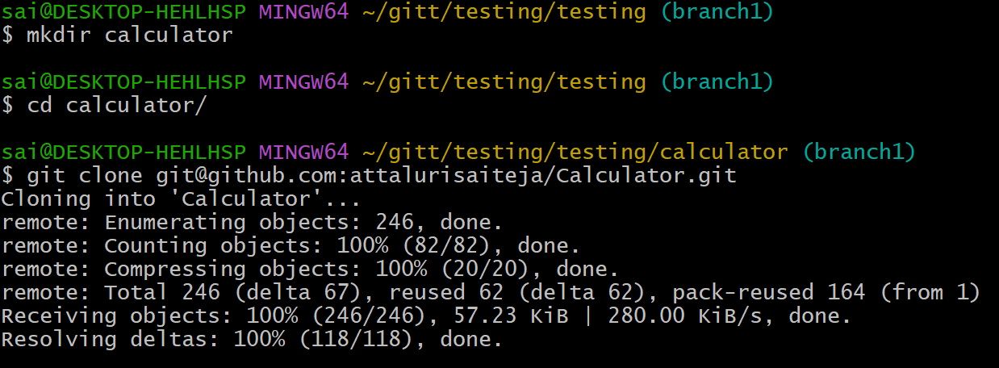 sai@DESKTOP-HEHLHSP MINGW64 ~/gitt/testing/testing (branch1)
$ mkdir calculator
sai@DESKTOP-HEHLHSP MINGW64 ~/gitt/testing/testing (branch1)
$ cd calculator/
sai@DESKTOP-HEHLHSP MINGW64 ~/gitt/testing/testing/calculator (branch1)
$ git clone git@github.com:attalurisaiteja/Calculator.git
Cloning into 'Calculator'...
remote: Enumerating objects: 246, done.
remote: Counting objects: 100% (82/82), done.
remote: Compressing objects: 100% (20/20), done.
remote: Total 246 (delta 67), reused 62 (delta 62), pack-reused 164 (from 1)
Receiving objects: 100% (246/246), 57.23 KiB | 280.00 KiB/s, done.
Resolving deltas: 100% (118/118), done.